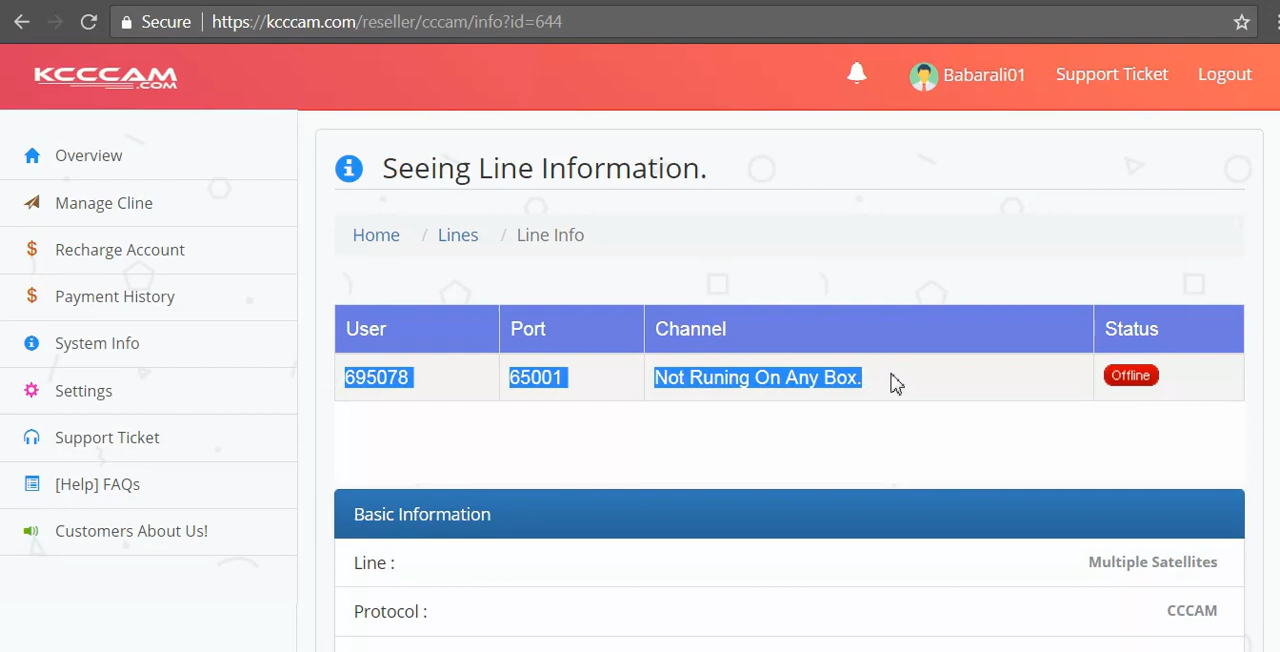 Secure | https://kcccam.com/reseller/cccam/info?id=644
KCCCAM
.COM
Babarali01 Support Ticket Logout
Overview
Manage Cline
Recharge Account
Payment History
System Info
Settings
Support Ticket
[Help] FAQs
Customers About Us!
Seeing Line Information.
Home / Lines / Line Info
User Port Channel Status
695078 65001 Not Runing On Any Box. Offline
Basic Information
Line : Multiple Satellites
Protocol : CCCAM